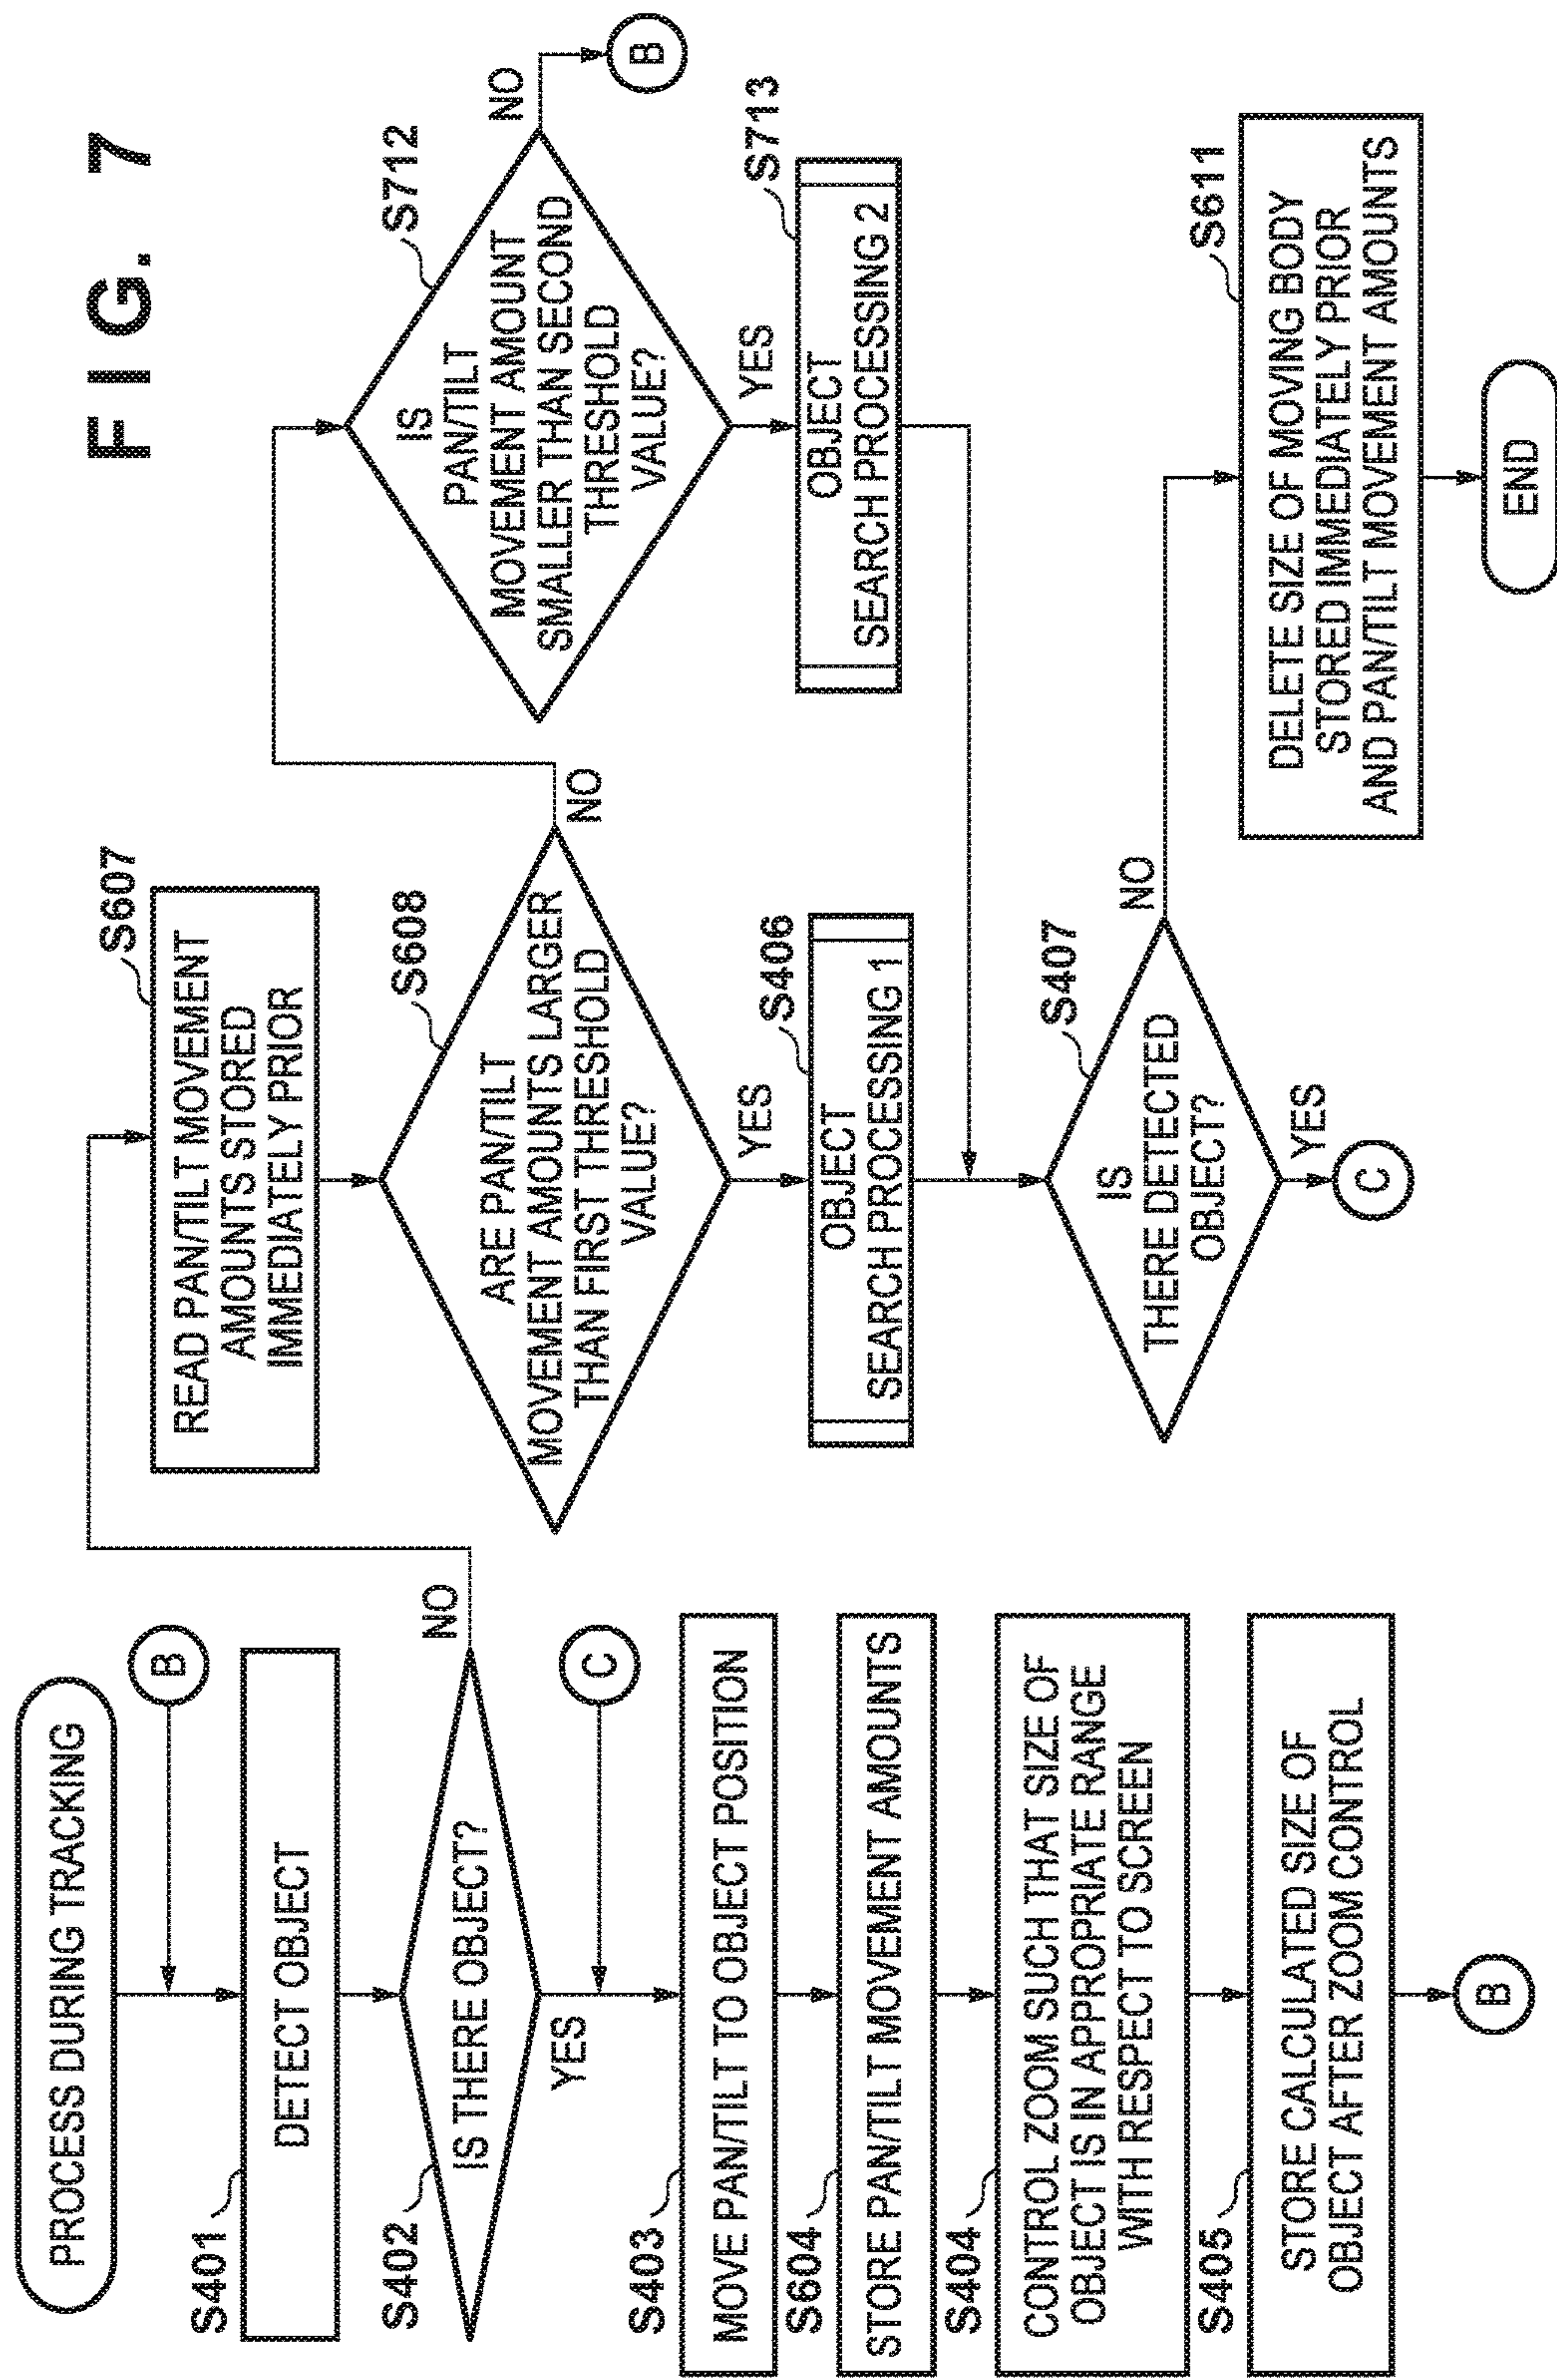 FIG. 7
PROCESS DURING TRACKING
B
S401
DETECT OBJECT
S402
IS THERE OBJECT?
NO
YES
C
S403
MOVE PAN/TILT TO OBJECT POSITION
S604
STORE PAN/TILT MOVEMENT AMOUNTS
S404
CONTROL ZOOM SUCH THAT SIZE OF
OBJECT IS IN APPROPRIATE RANGE
WITH RESPECT TO SCREEN
S405
STORE CALCULATED SIZE OF
OBJECT AFTER ZOOM CONTROL
B
S607
READ PAN/TILT MOVEMENT
AMOUNTS STORED
IMMEDIATELY PRIOR
S608
ARE PAN/TILT
MOVEMENT AMOUNTS LARGER
THAN FIRST THRESHOLD
VALUE?
NO
YES
S406
OBJECT
SEARCH PROCESSING 1
S407
IS
THERE DETECTED
OBJECT?
NO
YES
C
S712
IS
PAN/TILT
MOVEMENT AMOUNT
SMALLER THAN SECOND
THRESHOLD
VALUE?
NO
B
YES
S713
OBJECT
SEARCH PROCESSING 2
S611
DELETE SIZE OF MOVING BODY
STORED IMMEDIATELY PRIOR
AND PAN/TILT MOVEMENT AMOUNTS
END